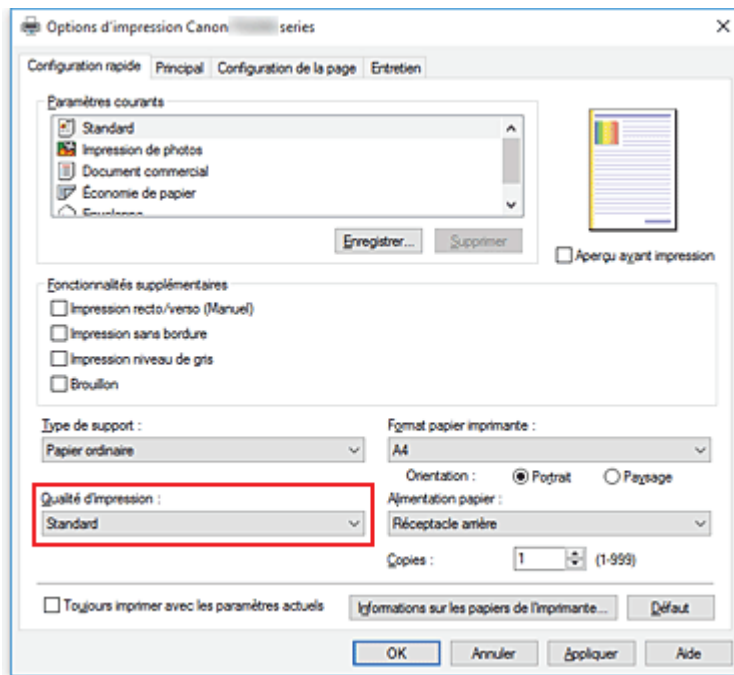 Options d'impression Canon series
Configuration rapide Principal Configuration de la page Entretien
Paramètres courants
Standard
Impression de photos
Document commercial
Économie de papier
Enregistrer... Supprimer
Aperçu avant impression
Fonctionnalités supplémentaires
Impression recto/verso (Manuel)
Impression sans bordure
Impression niveau de gris
Brouillon
Type de support : Format papier imprimante :
Papier ordinaire A4
Orientation : Portrait Paysage
Qualité d'impression : Alimentation papier :
Standard Réceptacle arrière
Copies : 1 (1-999)
Toujours imprimer avec les paramètres actuels Informations sur les papiers de l'imprimante... Défaut
OK Annuler Appliquer Aide